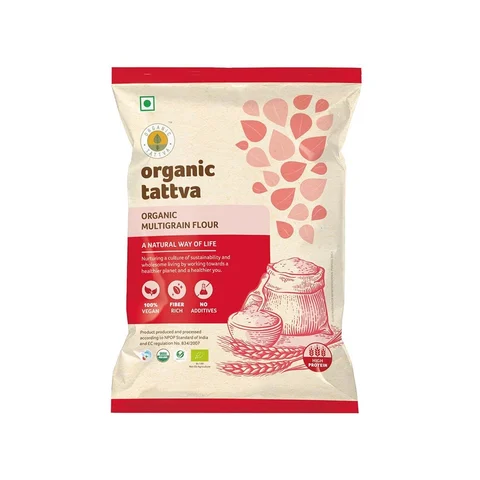 ORGANIC
TATTVA
organic
tattva
ORGANIC
MULTIGRAIN FLOUR
A NATURAL WAY OF LIFE
Nurturing a culture of sustainability and
wholesome living by working towards a
healthier planet and a healthier you.
100%
VEGAN
FIBER
RICH
NO
ADDITIVES
Product produced and processed
according to NPOP Standard of India
and EC regulation No. 834/2007
HIGH
PROTEIN